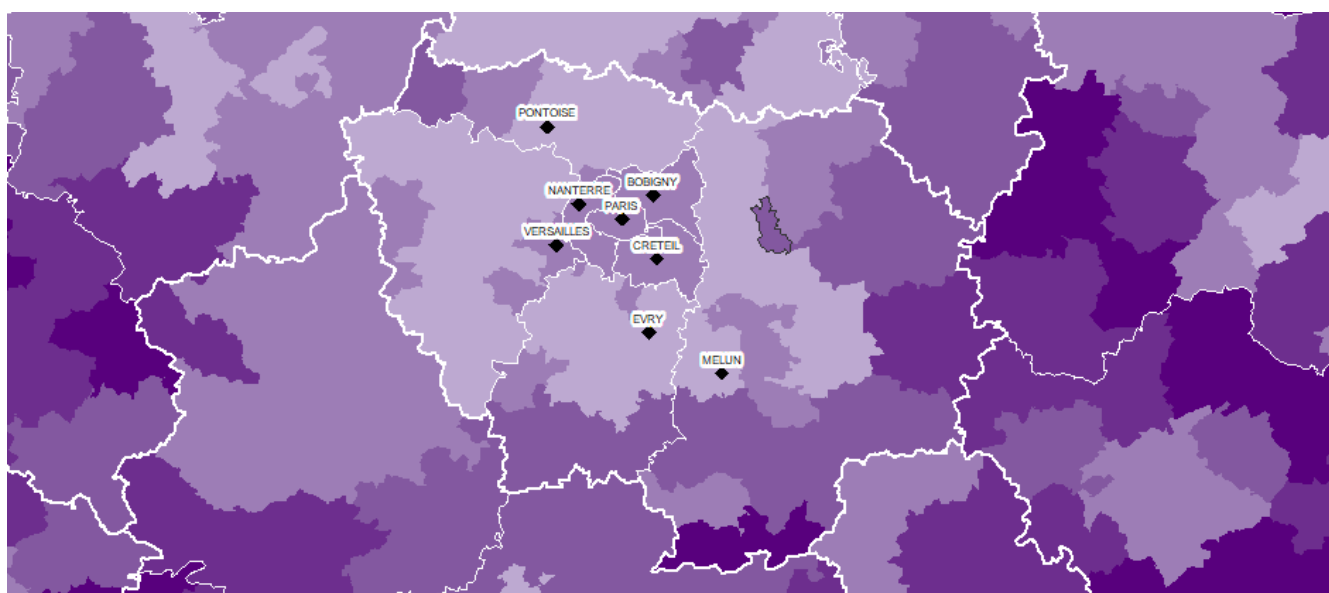 PONTOISE
BOBIGNY
NANTERRE
PARIS
VERSAILLES
CRETEIL
EVRY
MELUN